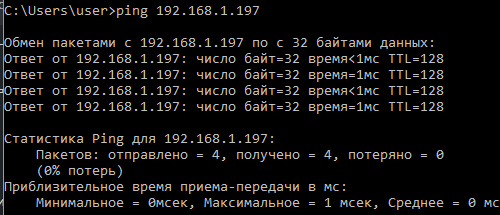 C:\Users\user>ping 192.168.1.197
Обмен пакетами с 192.168.1.197 по с 32 байтами данных:
Ответ от 192.168.1.197: число байт=32 время<1мс TTL=128
Ответ от 192.168.1.197: число байт=32 время=1мс TTL=128
Ответ от 192.168.1.197: число байт=32 время<1мс TTL=128
Ответ от 192.168.1.197: число байт=32 время=1мс TTL=128
Статистика Ping для 192.168.1.197:
Пакетов: отправлено = 4, получено = 4, потеряно = 0
(0% потерь)
Приблизительное время приема-передачи в мс:
Минимальное = 0мсек, Максимальное = 1 мсек, Среднее = 0 мс